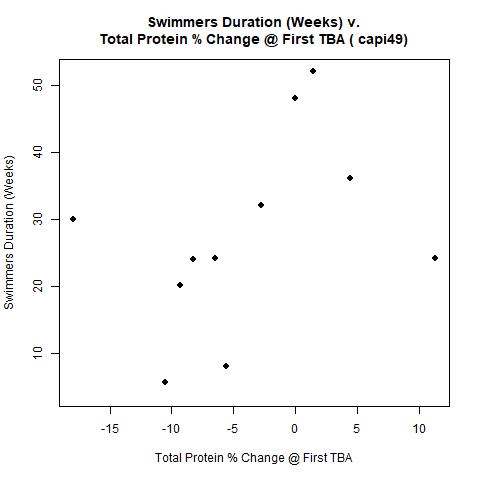 Swimmers Duration (Weeks) v.
Total Protein % Change @ First TBA ( capi49)
Swimmers Duration (Weeks)
50
40
30
20
10
-15 -10 -5 0 5 10
Total Protein % Change @ First TBA